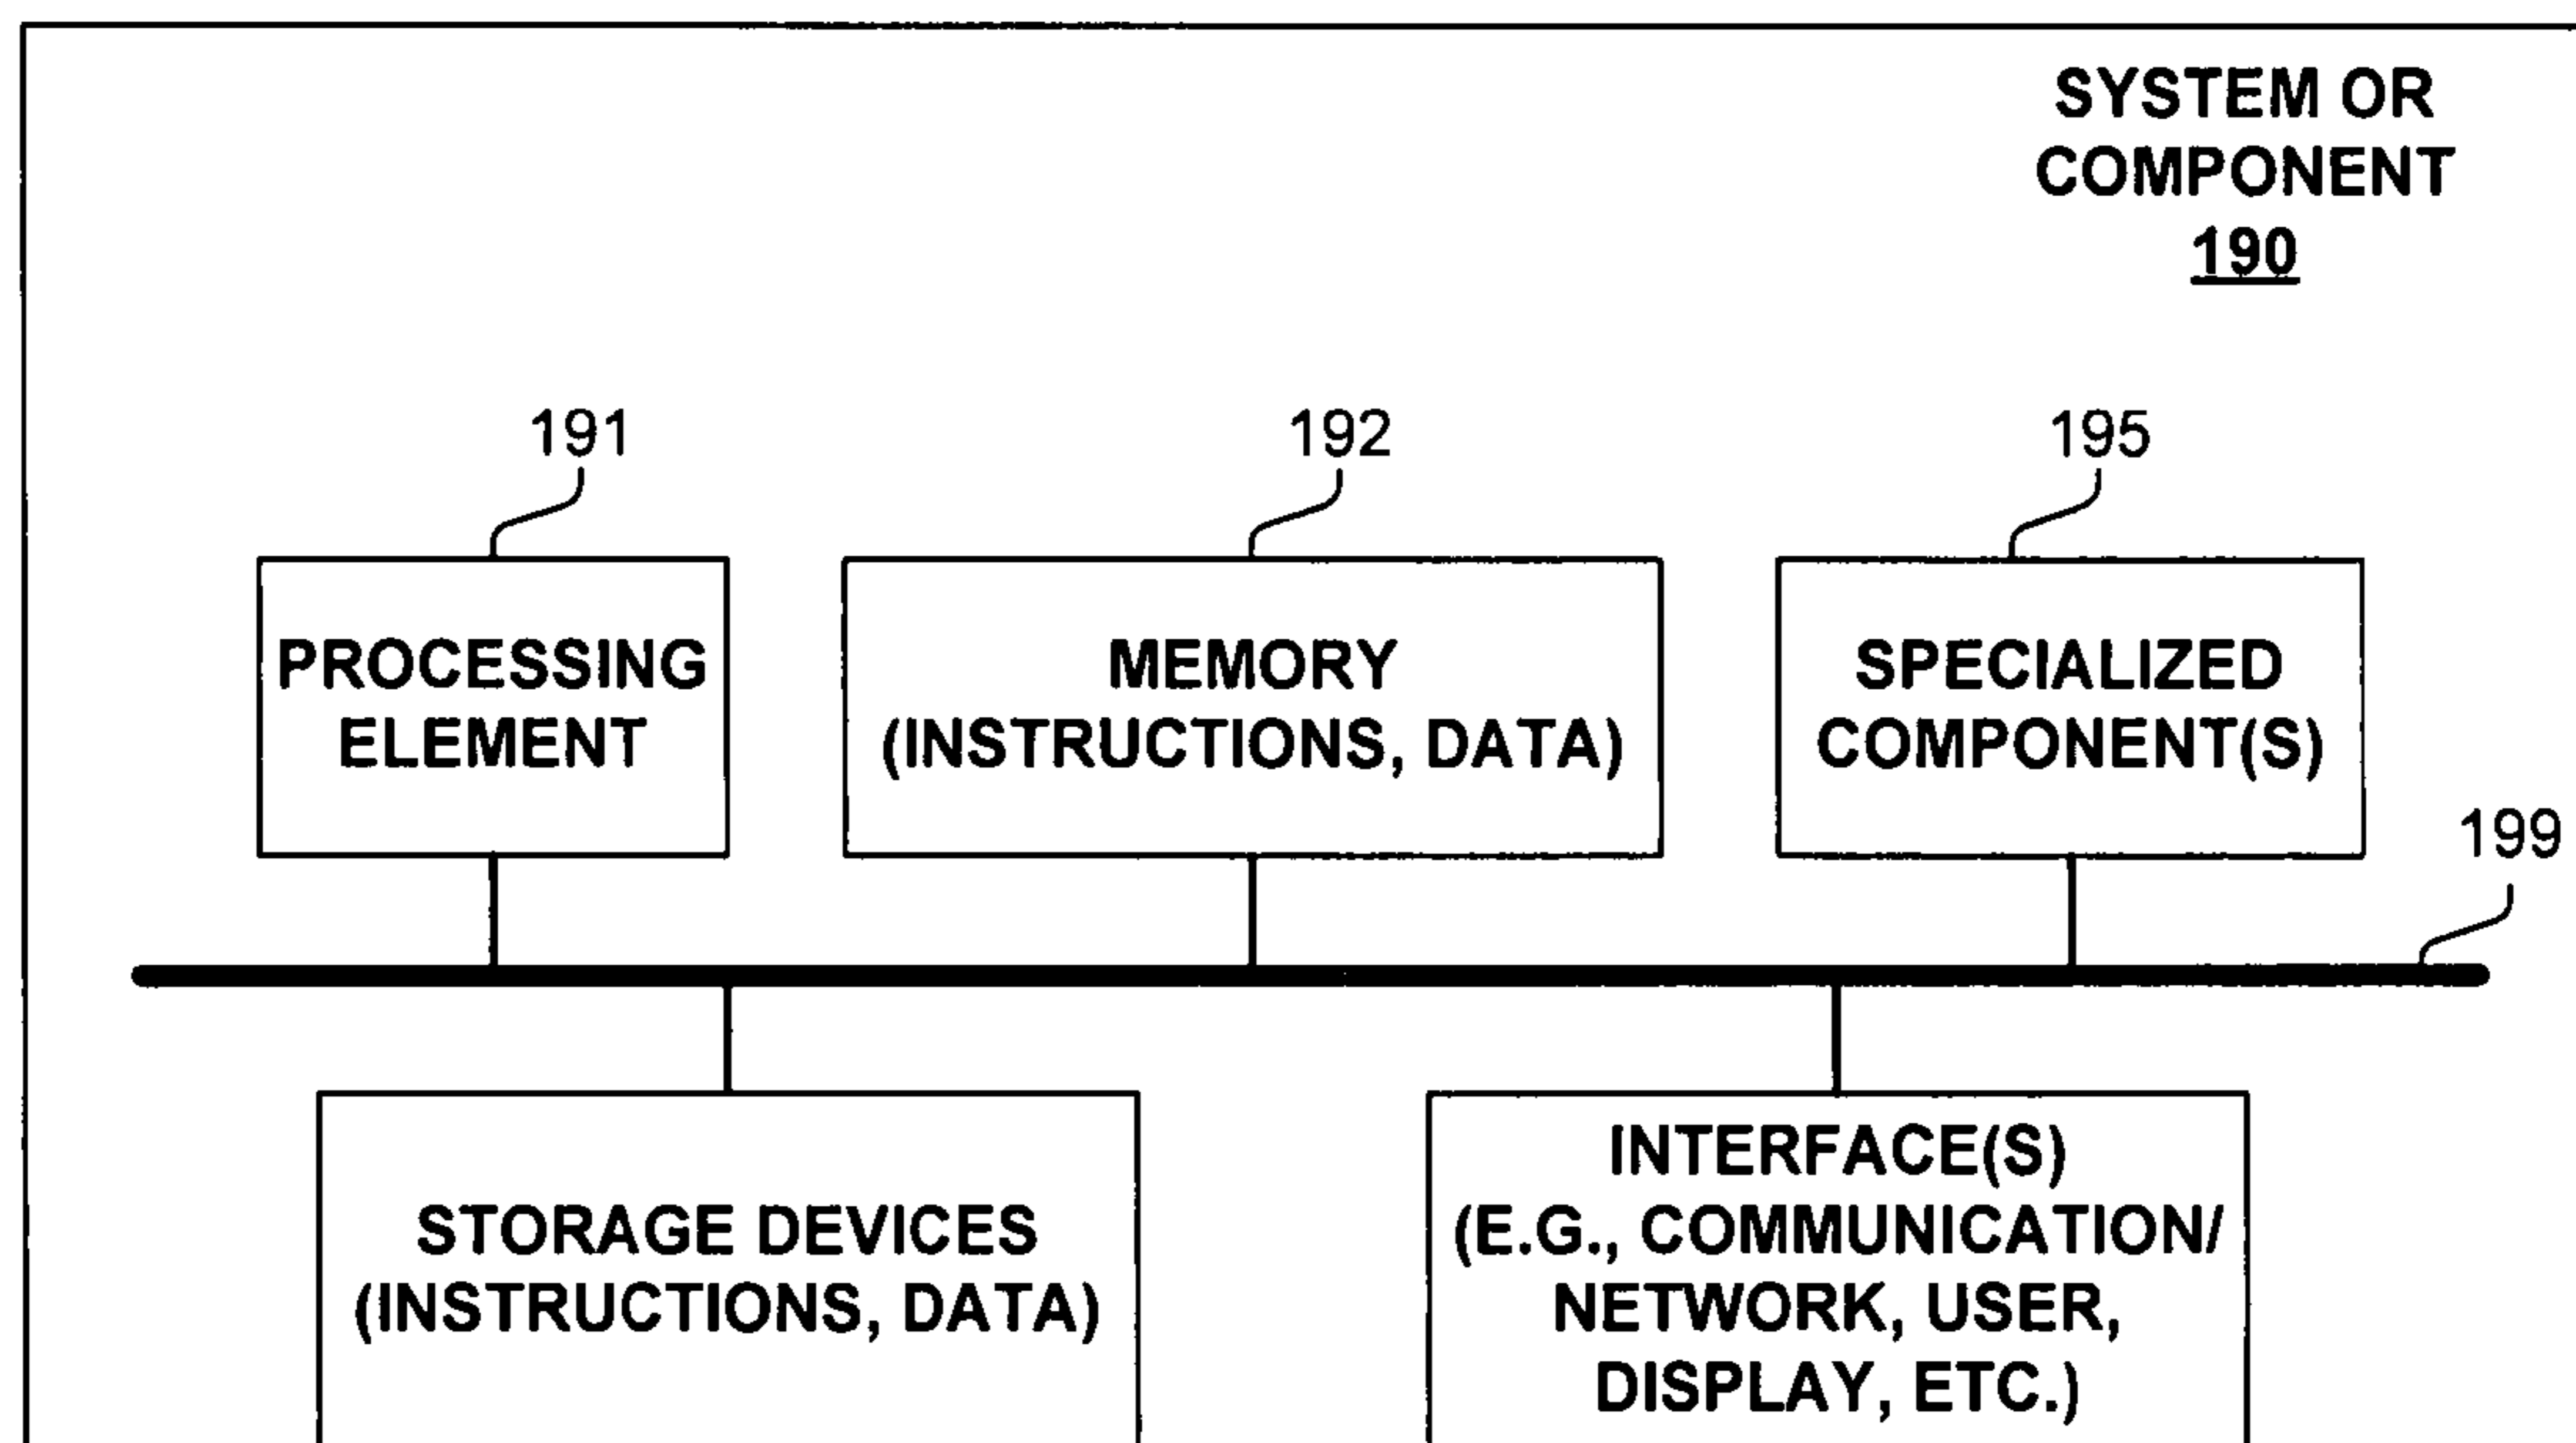 SYSTEM OR
COMPONENT
190
191
192
195
PROCESSING
ELEMENT
MEMORY
(INSTRUCTIONS, DATA)
SPECIALIZED
COMPONENT(S)
199
STORAGE DEVICES
(INSTRUCTIONS, DATA)
INTERFACE(S)
(E.G., COMMUNICATION/
NETWORK, USER,
DISPLAY, ETC.)